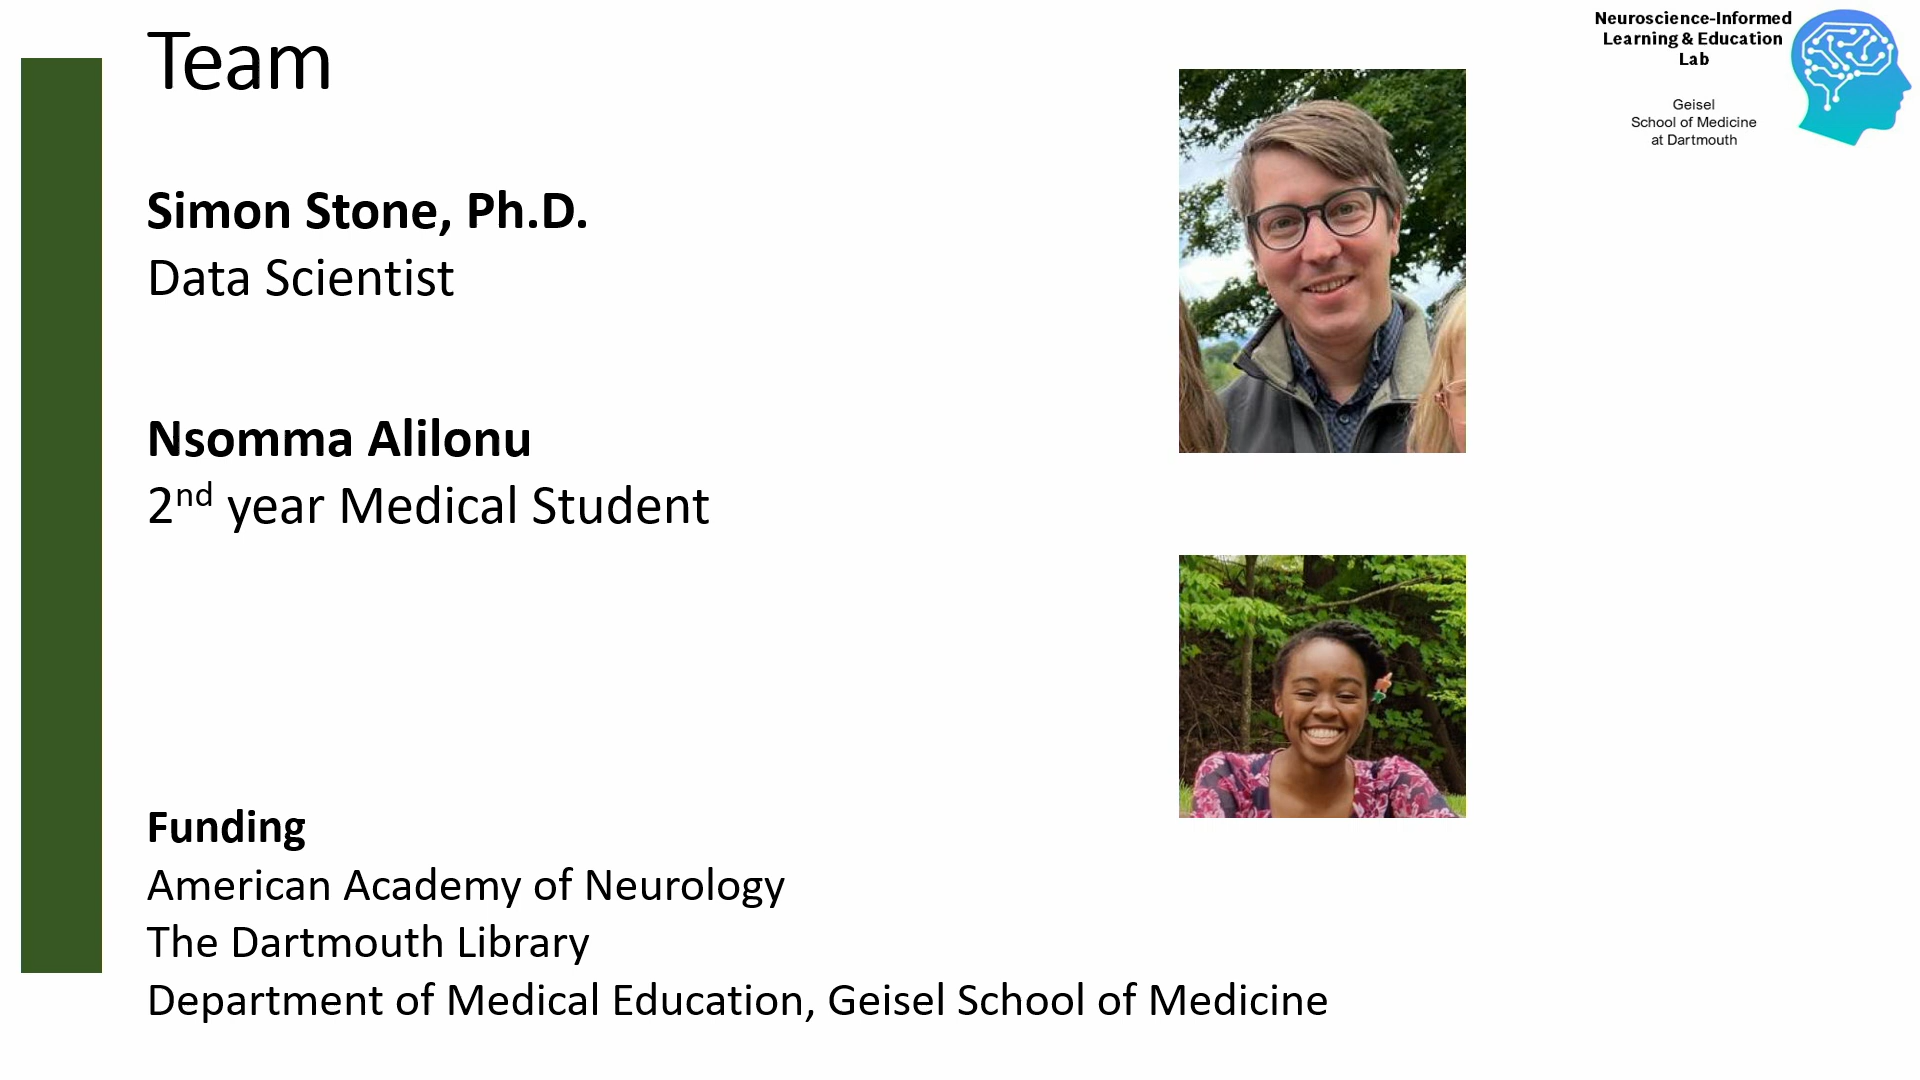 Team
Neuroscience-Informed
Learning & Education
Lab
Geisel
School of Medicine
at Dartmouth
Simon Stone, Ph.D.
Data Scientist
Nsomma Alilonu
2nd year Medical Student
Funding
American Academy of Neurology
The Dartmouth Library
Department of Medical Education, Geisel School of Medicine